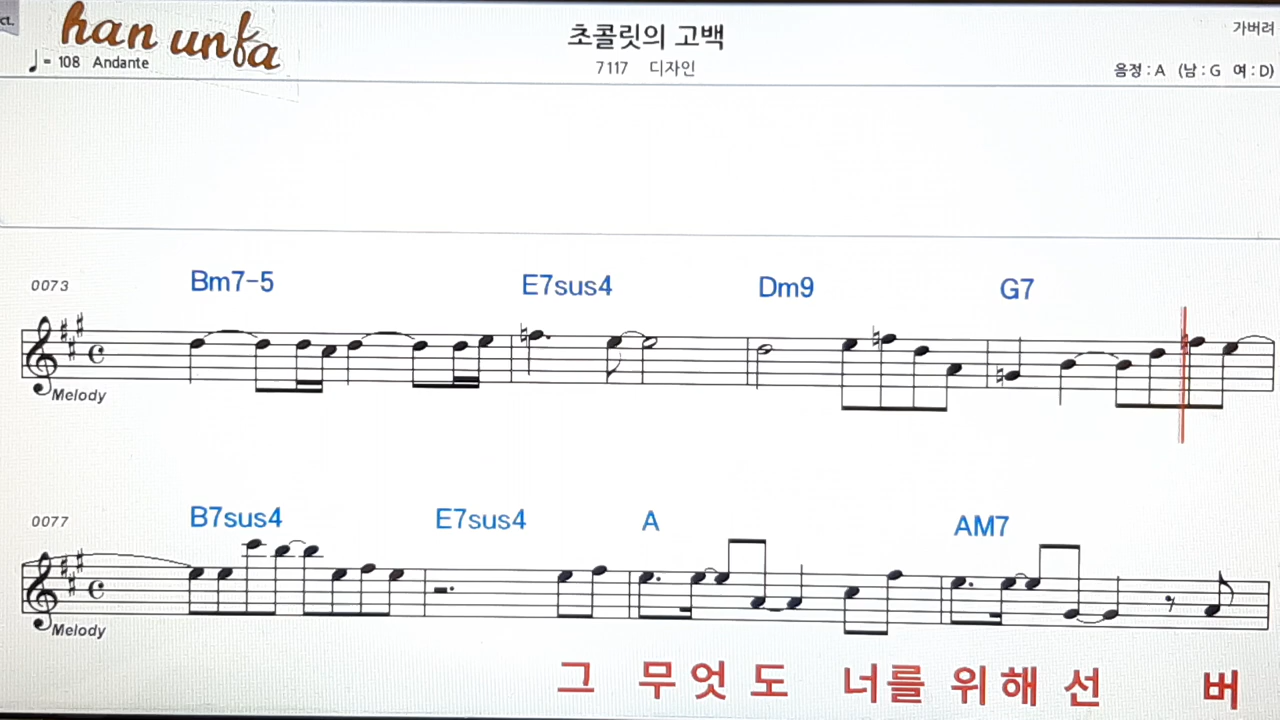 ct.
han unfa
초콜릿의 고백
가버려
♩= 108 Andante
7117 디자인
음정 : A (남 : G 여 : D)
0073
Bm7-5 E7sus4 Dm9 G7
Melody
0077
B7sus4 E7sus4 A AM7
Melody
그 무엇도 너를 위해선 버